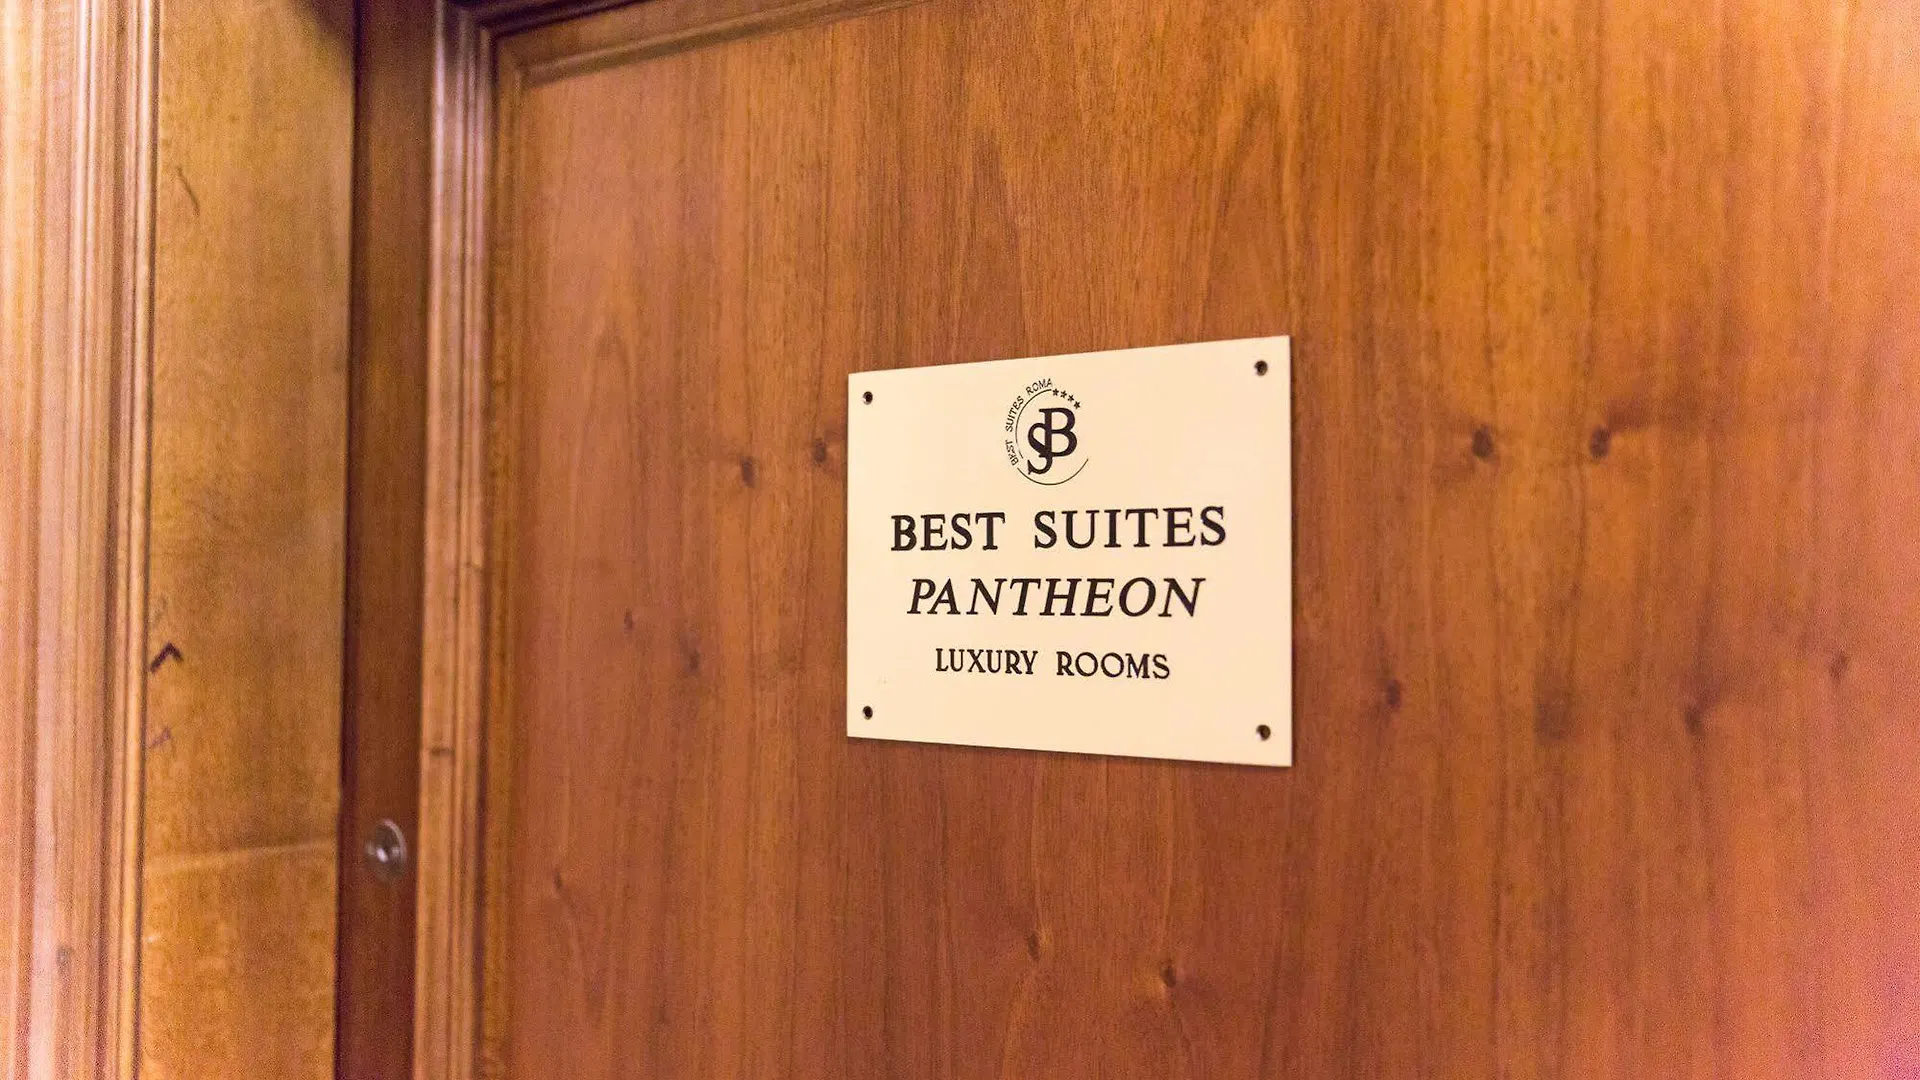 BEST SUITES ROMA
SB
BEST SUITES
PANTHEON
LUXURY ROOMS